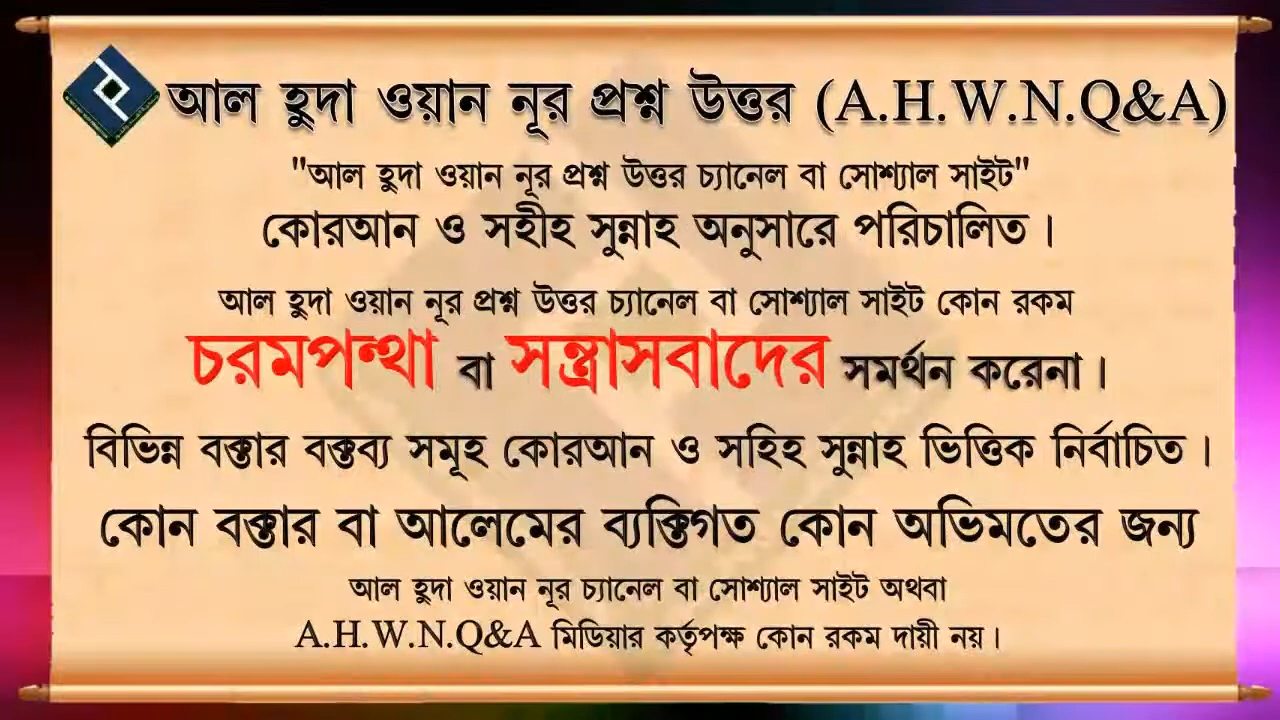 আল হুদা ওয়ান নূর প্রশ্ন উত্তর (A.H.W.N.Q&A)
"আল হুদা ওয়ান নূর প্রশ্ন উত্তর চ্যানেল বা সোশ্যাল সাইট"
কোরআন ও সহীহ সুন্নাহ অনুসারে পরিচালিত।
আল হুদা ওয়ান নূর প্রশ্ন উত্তর চ্যানেল বা সোশ্যাল সাইট কোন রকম
চরমপন্থা বা সন্ত্রাসবাদের সমর্থন করেনা।
বিভিন্ন বক্তার বক্তব্য সমূহ কোরআন ও সহিহ সুন্নাহ ভিত্তিক নির্বাচিত।
কোন বক্তার বা আলেমের ব্যক্তিগত কোন অভিমতের জন্য
আল হুদা ওয়ান নূর চ্যানেল বা সোশ্যাল সাইট অথবা
A.H.W.N.Q&A মিডিয়ার কর্তৃপক্ষ কোন রকম দায়ী নয়।